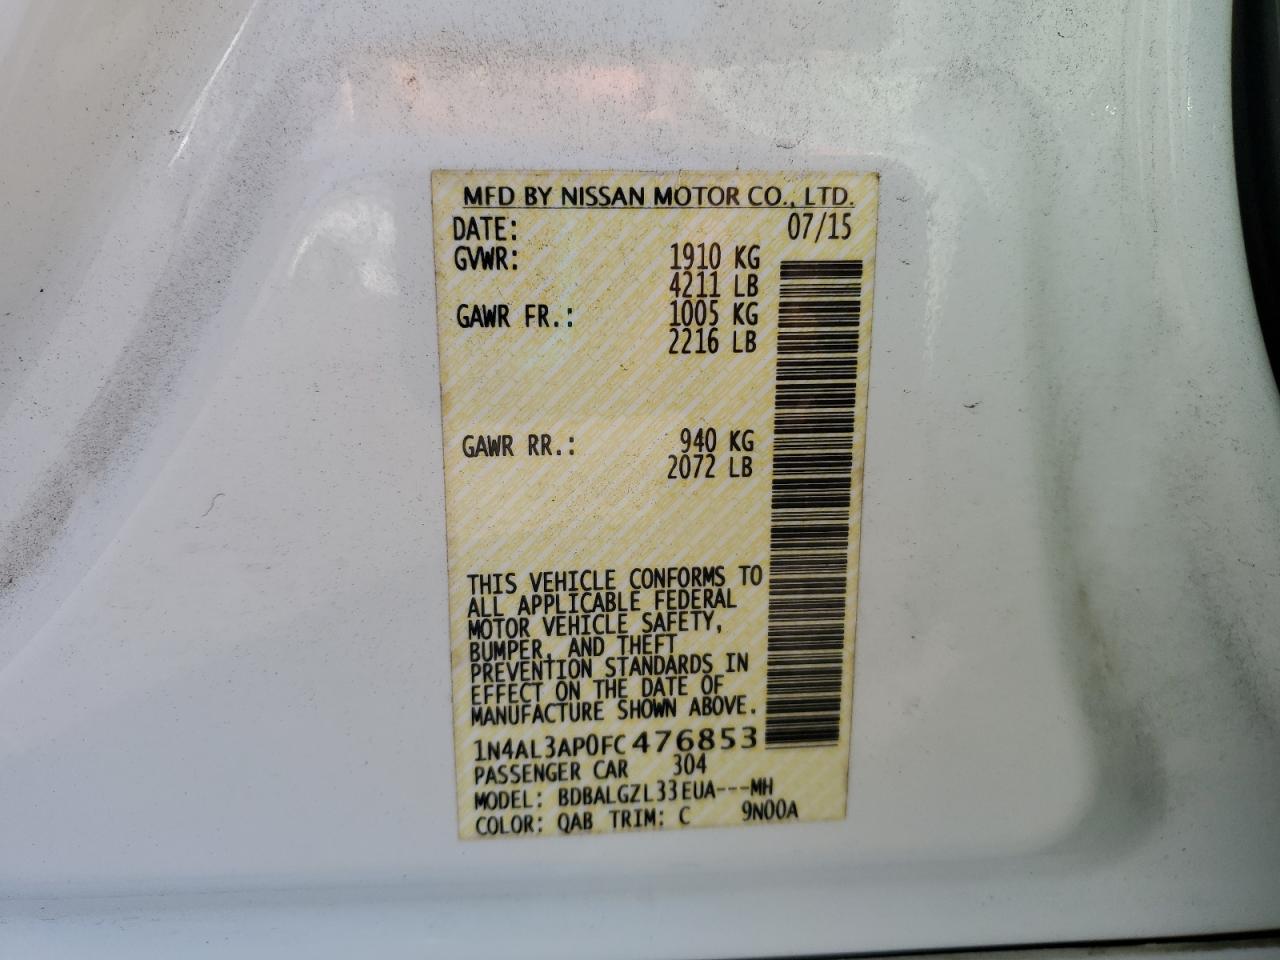 MFD BY NISSAN MOTOR CO., LTD.
DATE: 07/15
GVWR: 1910 KG
4211 LB
GAWR FR.: 1005 KG
2216 LB
GAWR RR.: 940 KG
2072 LB
THIS VEHICLE CONFORMS TO
ALL APPLICABLE FEDERAL
MOTOR VEHICLE SAFETY,
BUMPER, AND THEFT
PREVENTION STANDARDS IN
EFFECT ON THE DATE OF
MANUFACTURE SHOWN ABOVE.
1N4AL3AP0FC476853
PASSENGER CAR 304
MODEL: BDBALGZL33EUA---MH
COLOR: QAB TRIM: C 9N00A